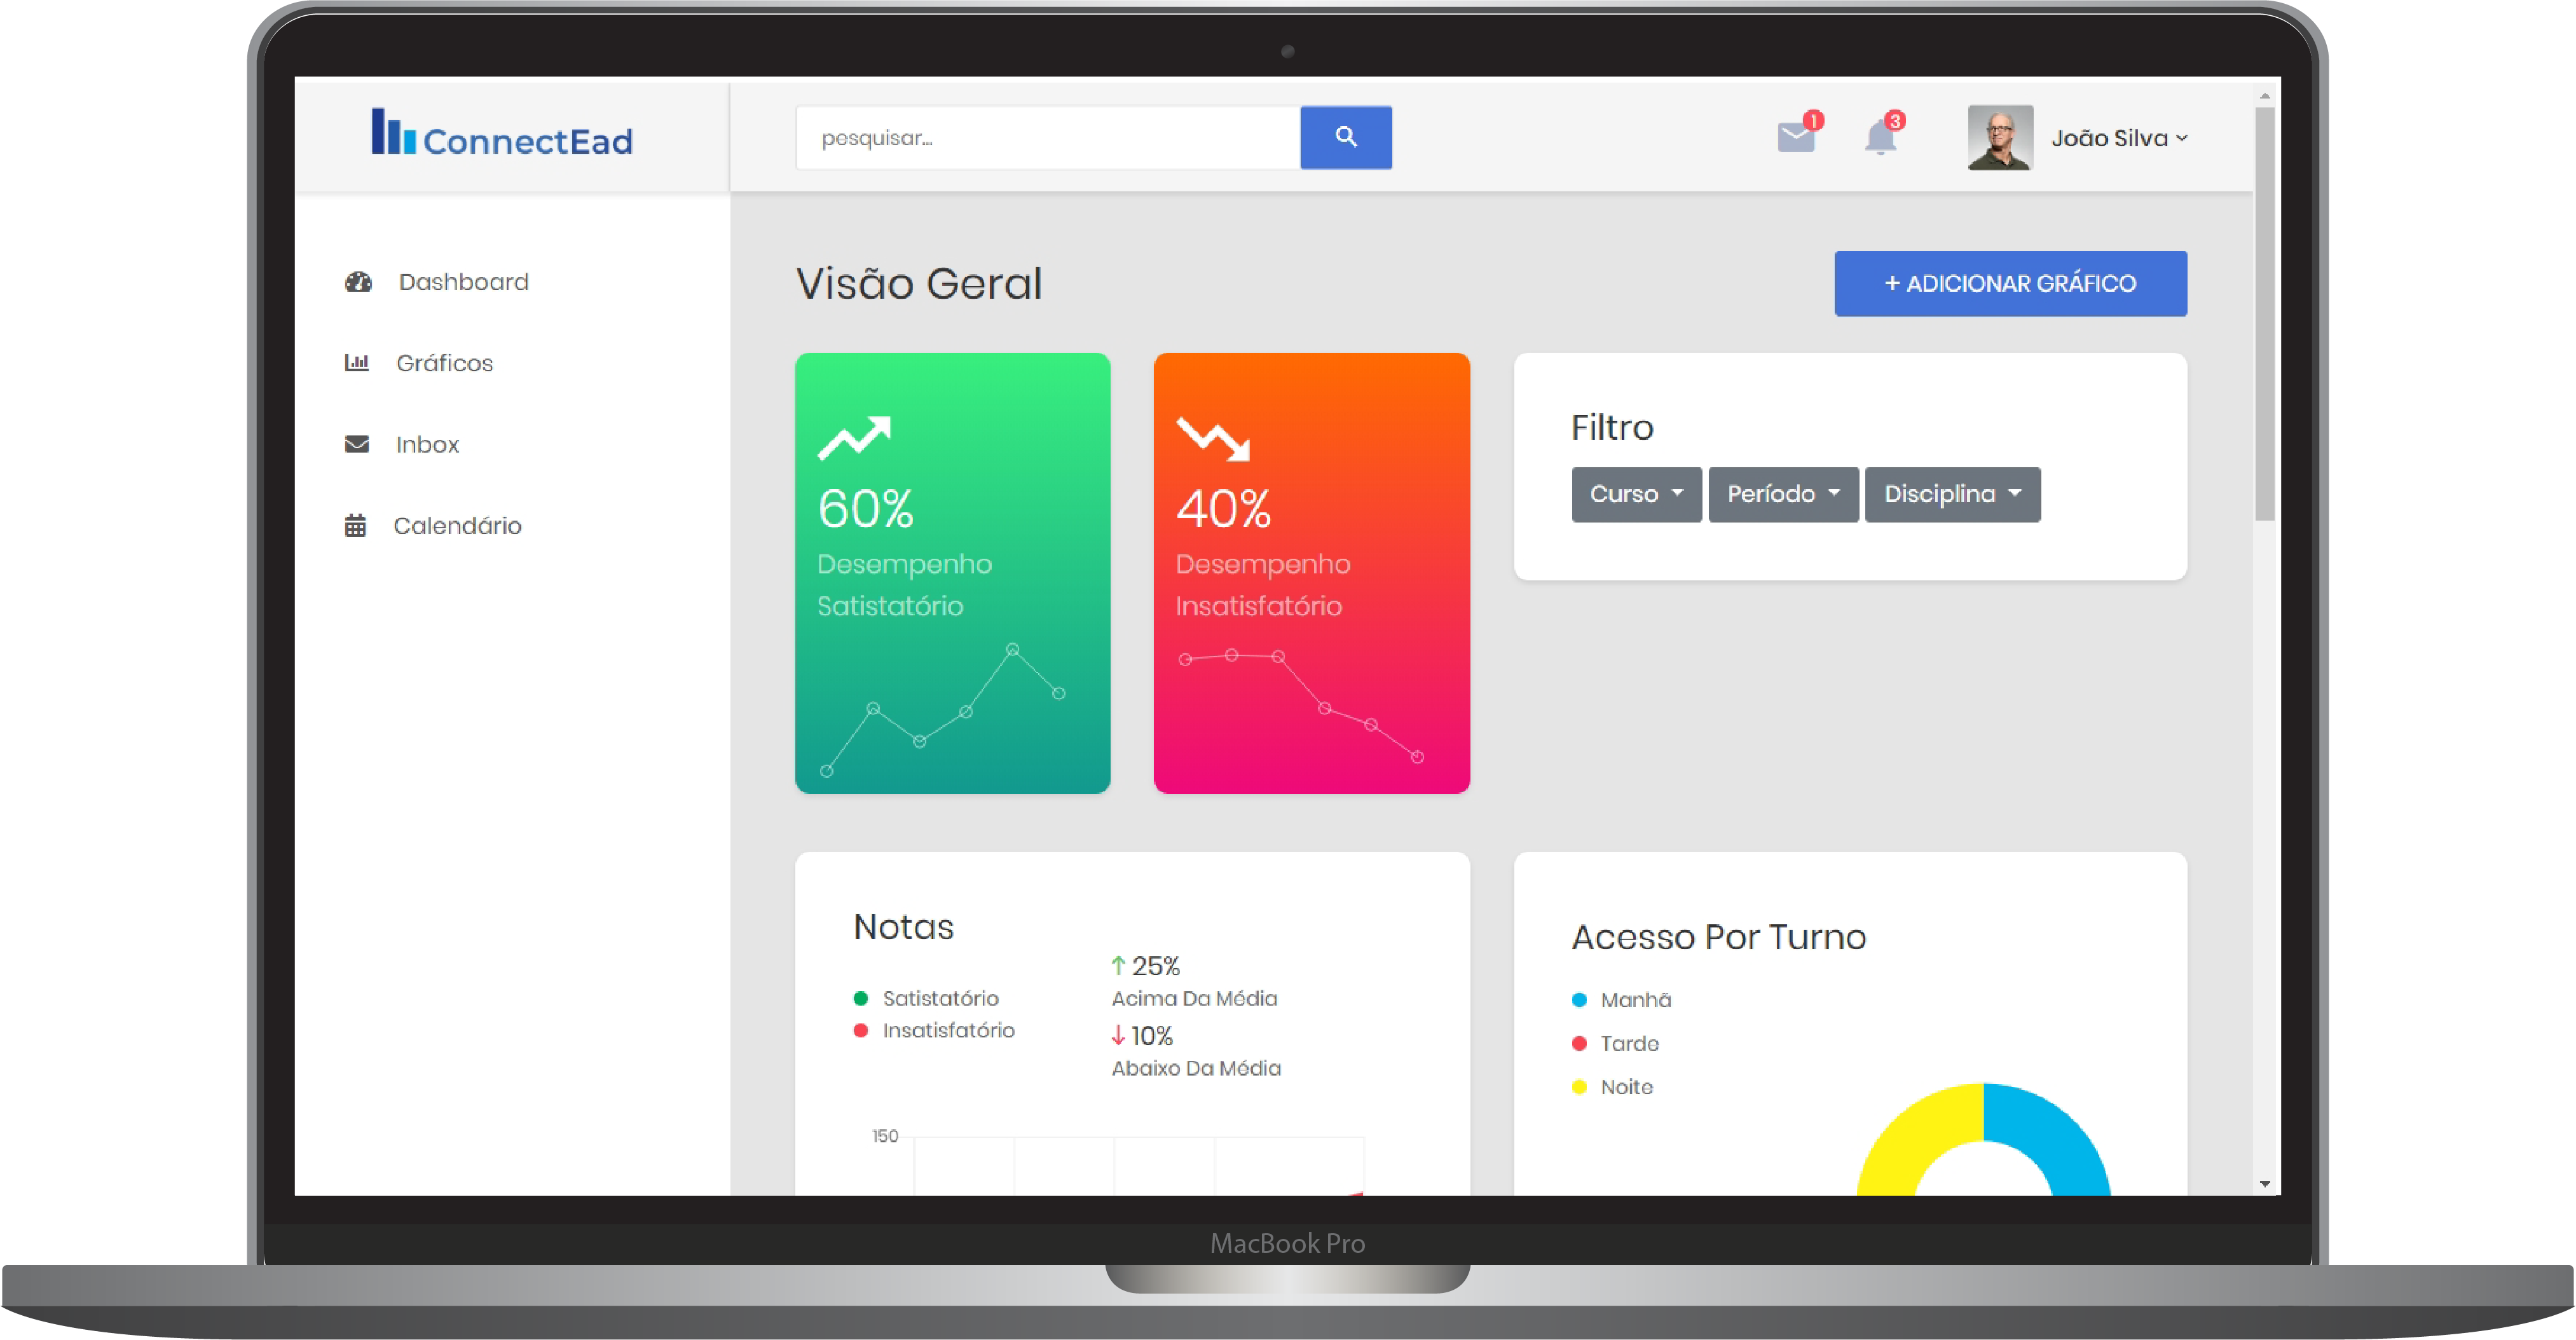 ConnectEad
pesquisar...
1
3
João Silva
Dashboard
Gráficos
Inbox
Calendário
Visão Geral
+ ADICIONAR GRÁFICO
60%
Desempenho
Satistatório
40%
Desempenho
Insatisfatório
Filtro
Curso Período Disciplina
Notas
Satistatório
Insatisfatório
25%
Acima Da Média
10%
Abaixo Da Média
150
Acesso Por Turno
Manhã
Tarde
Noite
MacBook Pro